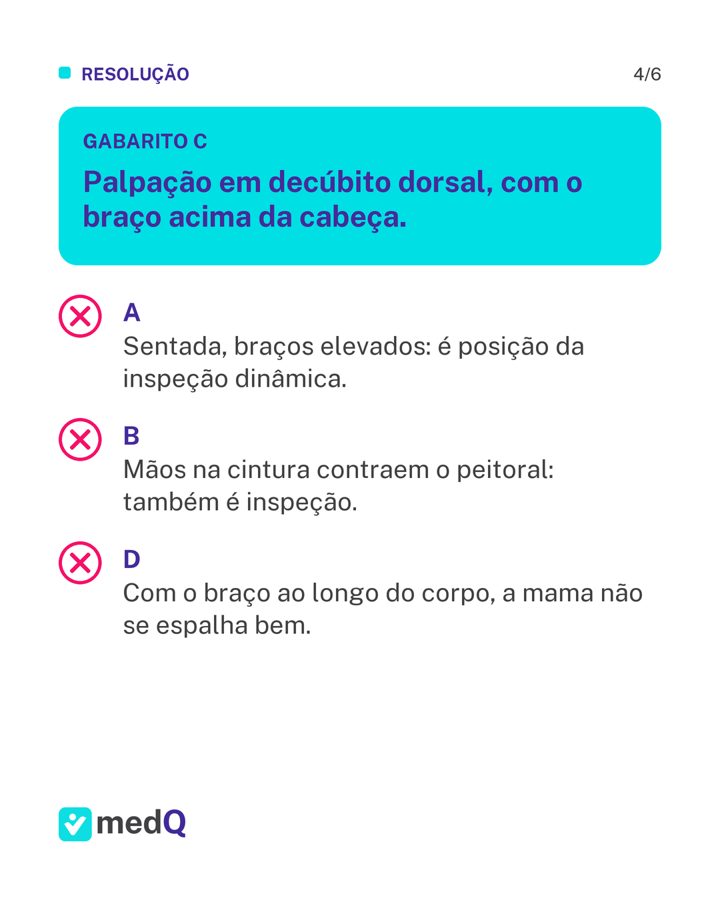 RESOLUÇÃO
4/6
GABARITO C
Palpação em decúbito dorsal, com o
braço acima da cabeça.
A
Sentada, braços elevados: é posição da
inspeção dinâmica.
B
Mãos na cintura contraem o peitoral:
também é inspeção.
D
Com o braço ao longo do corpo, a mama não
se espalha bem.
medQ